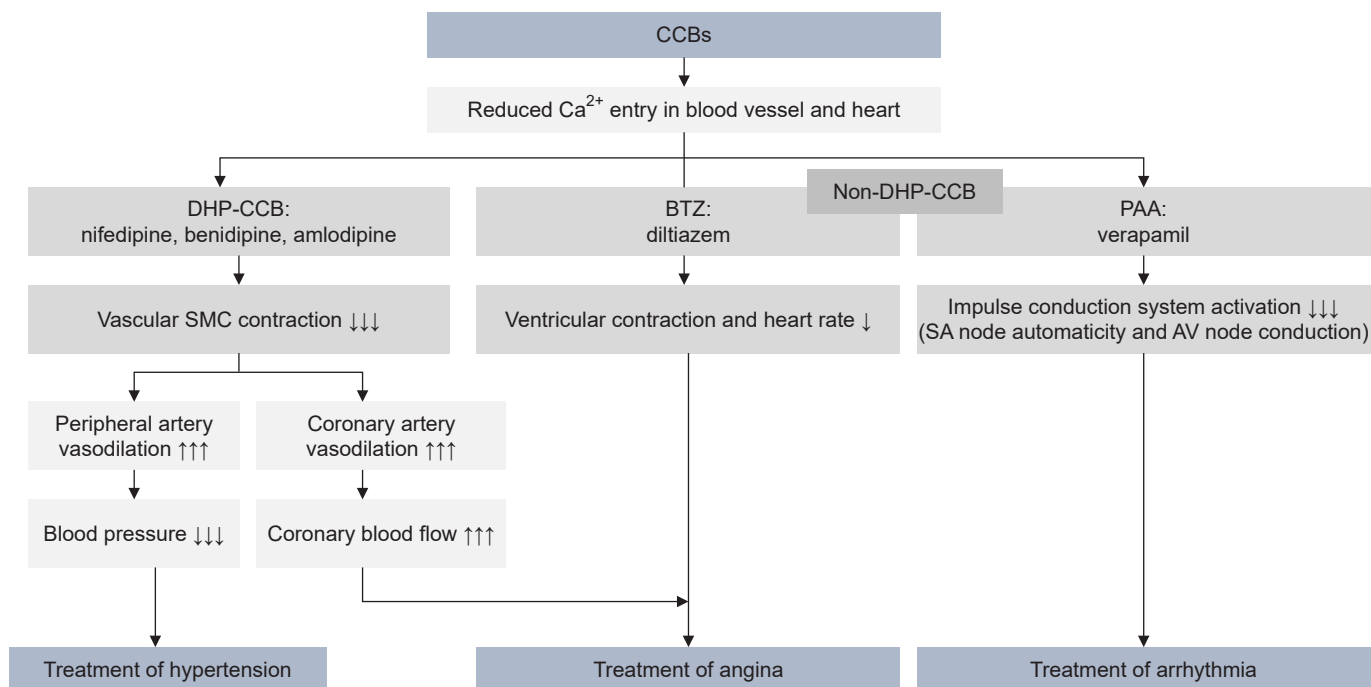 CCBs
Reduced Ca²⁺ entry in blood vessel and heart
Non-DHP-CCB
DHP-CCB:
nifedipine, benidipine, amlodipine
BTZ:
diltiazem
PAA:
verapamil
Vascular SMC contraction ↓↓↓
Ventricular contraction and heart rate ↓
Impulse conduction system activation ↓↓↓
(SA node automaticity and AV node conduction)
Peripheral artery
vasodilation ↑↑↑
Coronary artery
vasodilation ↑↑↑
Blood pressure ↓↓↓
Coronary blood flow ↑↑↑
Treatment of hypertension
Treatment of angina
Treatment of arrhythmia